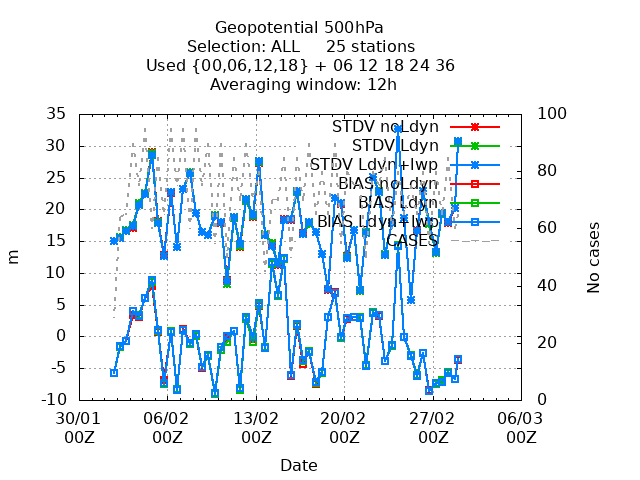 Geopotential 500hPa
Selection: ALL 25 stations
Used {00,06,12,18} + 06 12 18 24 36
Averaging window: 12h
35 100
STDV noLdyn
STDV Ldyn
30
STDV Ldyn+lwp
25 80
BIAS noLdyn
BIAS Ldyn
20
BIAS Ldyn+lwp
60
15
CASES
10
40
5
0
20
-5
-10 0
m
No cases
30/01 06/02 13/02 20/02 27/02 06/03
00Z 00Z 00Z 00Z 00Z 00Z
Date